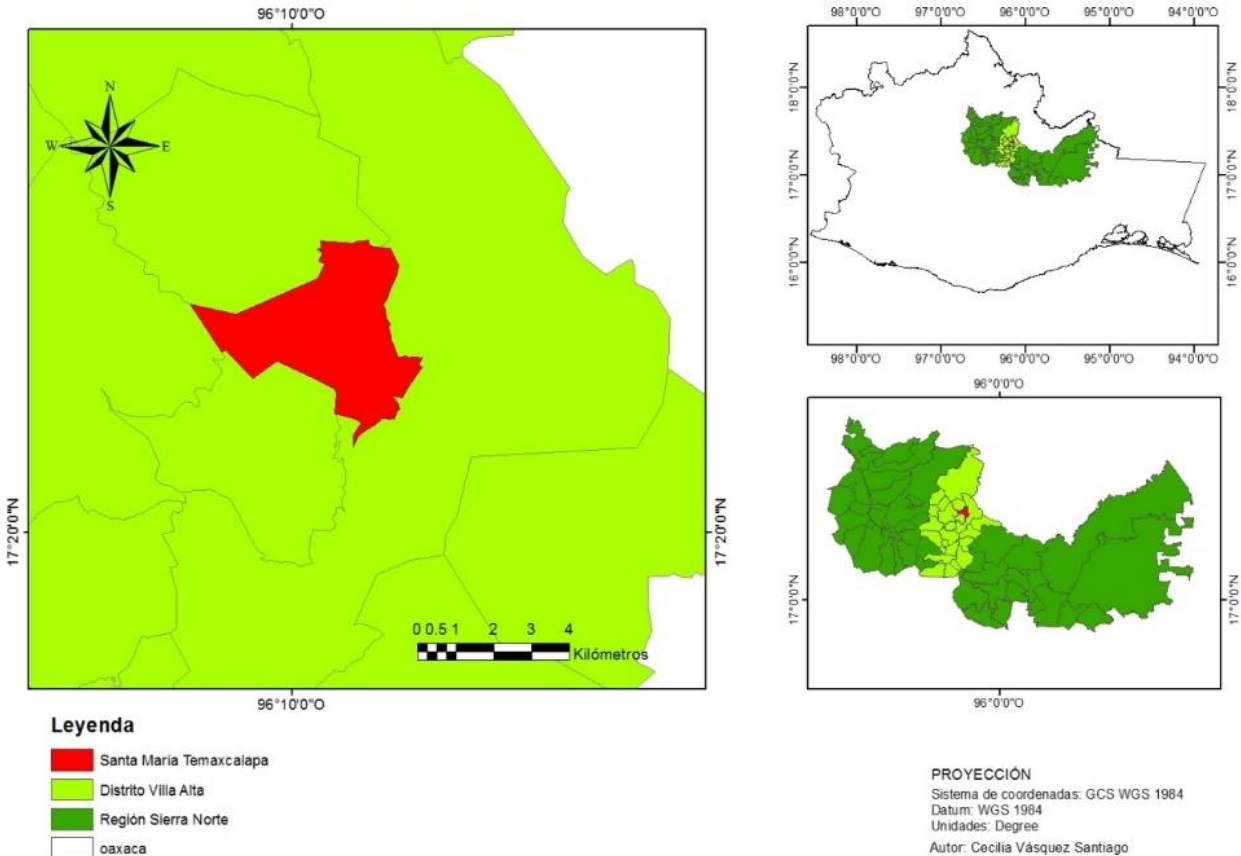 96°10'0"O
N
W
E
S
17°20'0"N
17°20'0"N
0 0.5 1 2 3 4
Kilómetros
96°10'0"O
98°0'0"O 97°0'0"O 96°0'0"O 95°0'0"O 94°0'0"O
18°0'0"N
18°0'0"N
17°0'0"N
17°0'0"N
16°0'0"N
16°0'0"N
98°0'0"O 97°0'0"O 96°0'0"O 95°0'0"O 94°0'0"O
96°0'0"O
17°0'0"N
17°0'0"N
96°0'0"O
Leyenda
Santa María Temaxcalapa
Distrito Villa Alta
Región Sierra Norte
oaxaca
PROYECCIÓN
Sistema de coordenadas: GCS WGS 1984
Datum: WGS 1984
Unidades: Degree
Autor: Cecilia Vásquez Santiago